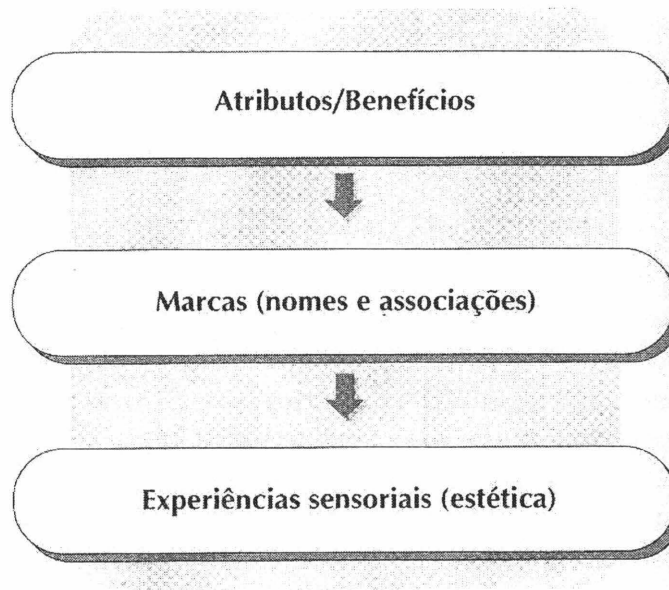 Atributos/Benefícios
Marcas (nomes e associações)
Experiências sensoriais (estética)